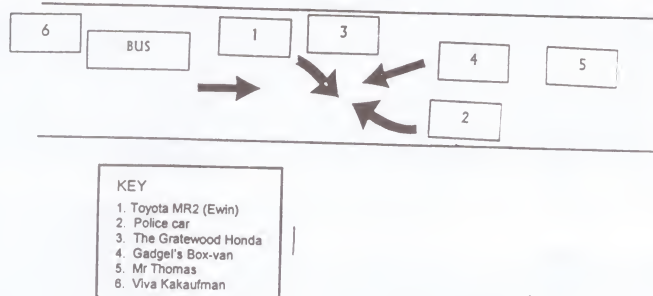 6
BUS
1
3
4
5
2
KEY
1. Toyota MR2 (Ewin)
2. Police car
3. The Gratewood Honda
4. Gadgel's Box-van
5. Mr Thomas
6. Viva Kakaufman